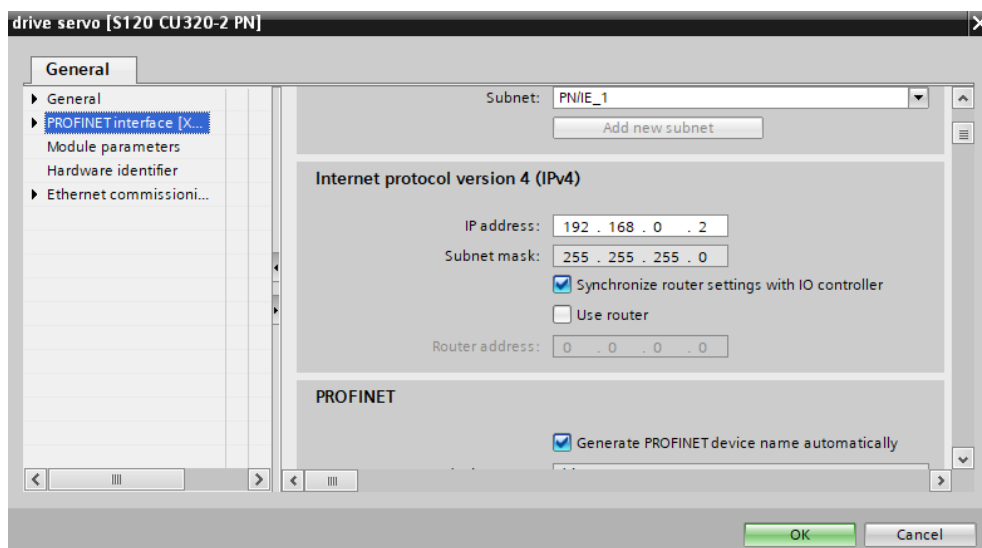 drive servo [S120 CU320-2 PN]
General
General
PROFINET interface [X...
Module parameters
Hardware identifier
Ethernet commissioni...
Subnet: PN/IE_1
Add new subnet
Internet protocol version 4 (IPv4)
IP address: 192 . 168 . 0 . 2
Subnet mask: 255 . 255 . 255 . 0
Synchronize router settings with IO controller
Use router
Router address: 0 . 0 . 0 . 0
PROFINET
Generate PROFINET device name automatically
OK Cancel